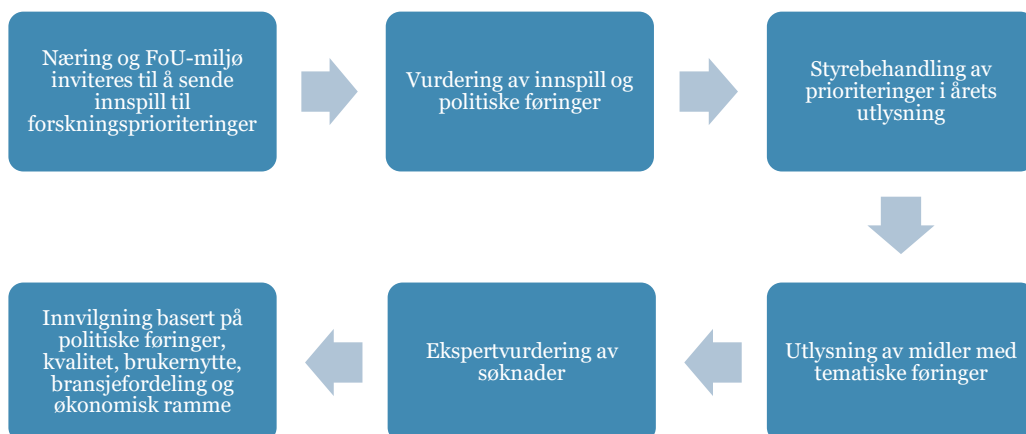 Næring og FoU-miljø
inviteres til å sende
innspill til
forskningsprioriteringer
Vurdering av innspill og
politiske føringer
Styrebehandling av
prioriteringer i årets
utlysning
Utlysning av midler med
tematiske føringer
Ekspertvurdering av
søknader
Innvilgning basert på
politiske føringer,
kvalitet, brukernytte,
bransjefordeling og
økonomisk ramme